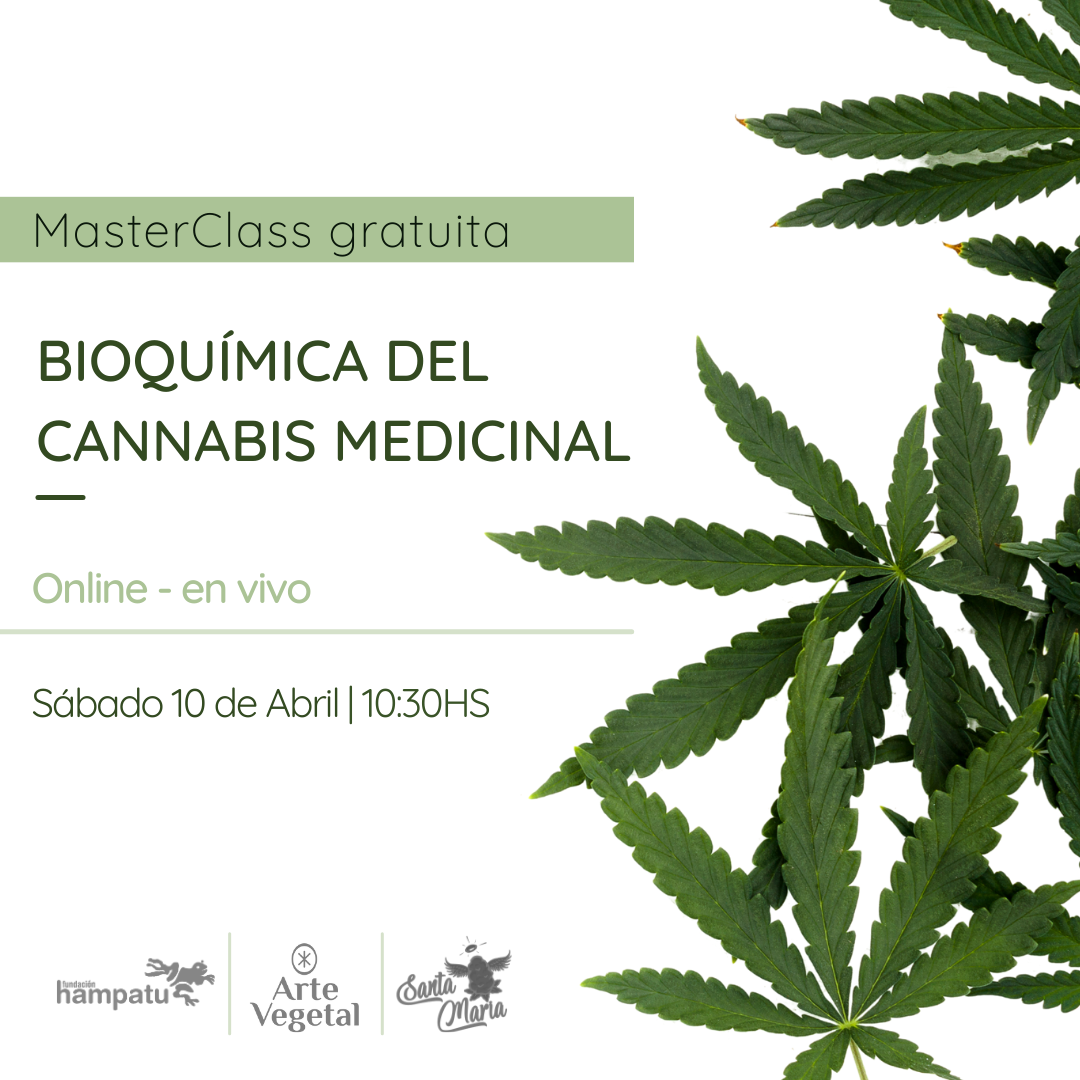 MasterClass gratuita
BIOQUÍMICA DEL
CANNABIS MEDICINAL
Online - en vivo
Sábado 10 de Abril | 10:30HS
fundación
hampatu
Arte
Vegetal
Santa
María